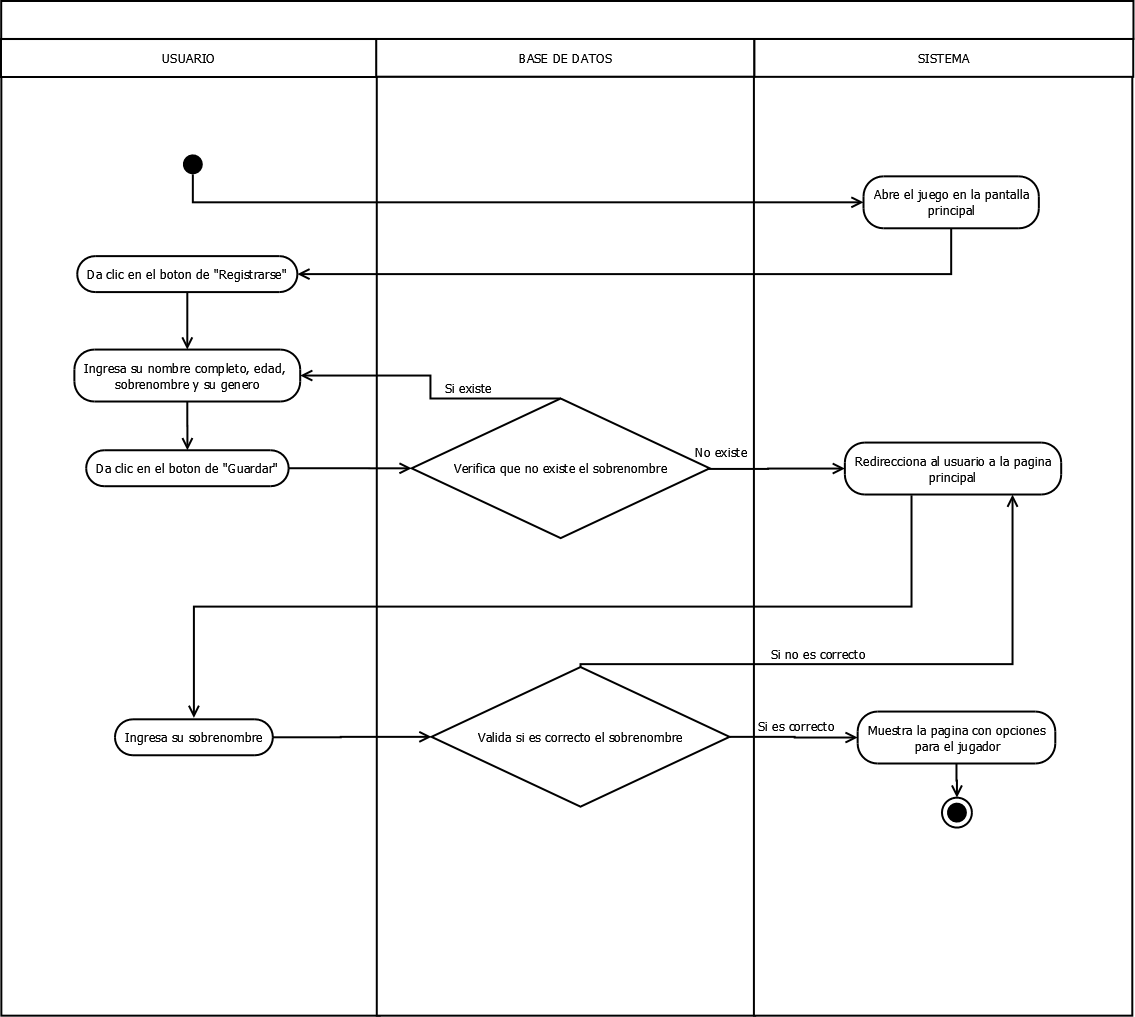 USUARIO
BASE DE DATOS
SISTEMA
Abre el juego en la pantalla
principal
Da clic en el boton de "Registrarse"
Ingresa su nombre completo, edad,
sobrenombre y su genero
Si existe
Da clic en el boton de "Guardar"
Verifica que no existe el sobrenombre
No existe
Redirecciona al usuario a la pagina
principal
Si no es correcto
Ingresa su sobrenombre
Valida si es correcto el sobrenombre
Si es correcto
Muestra la pagina con opciones
para el jugador